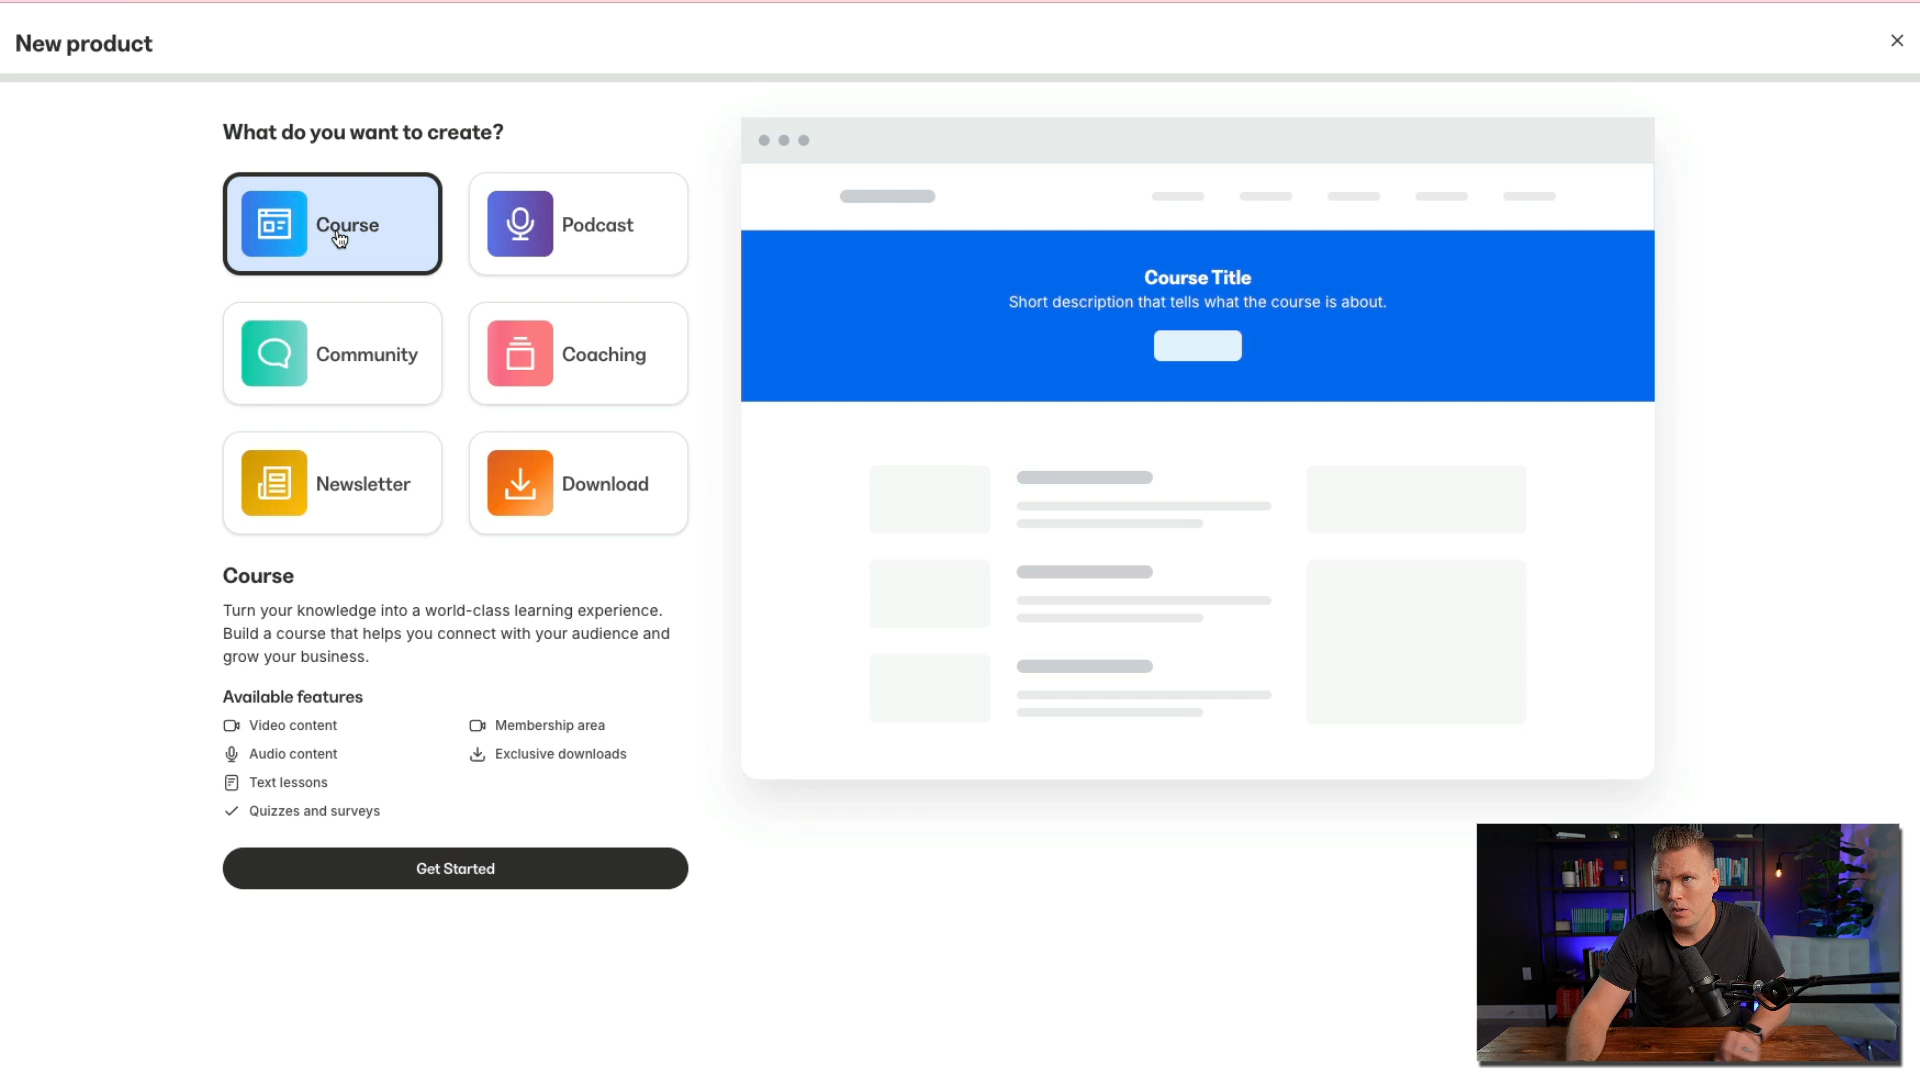 New product
What do you want to create?
Course
Podcast
Community
Coaching
Newsletter
Download
Course
Turn your knowledge into a world-class learning experience.
Build a course that helps you connect with your audience and
grow your business.
Available features
Video content
Membership area
Audio content
Exclusive downloads
Text lessons
Quizzes and surveys
Get Started
Course Title
Short description that tells what the course is about.